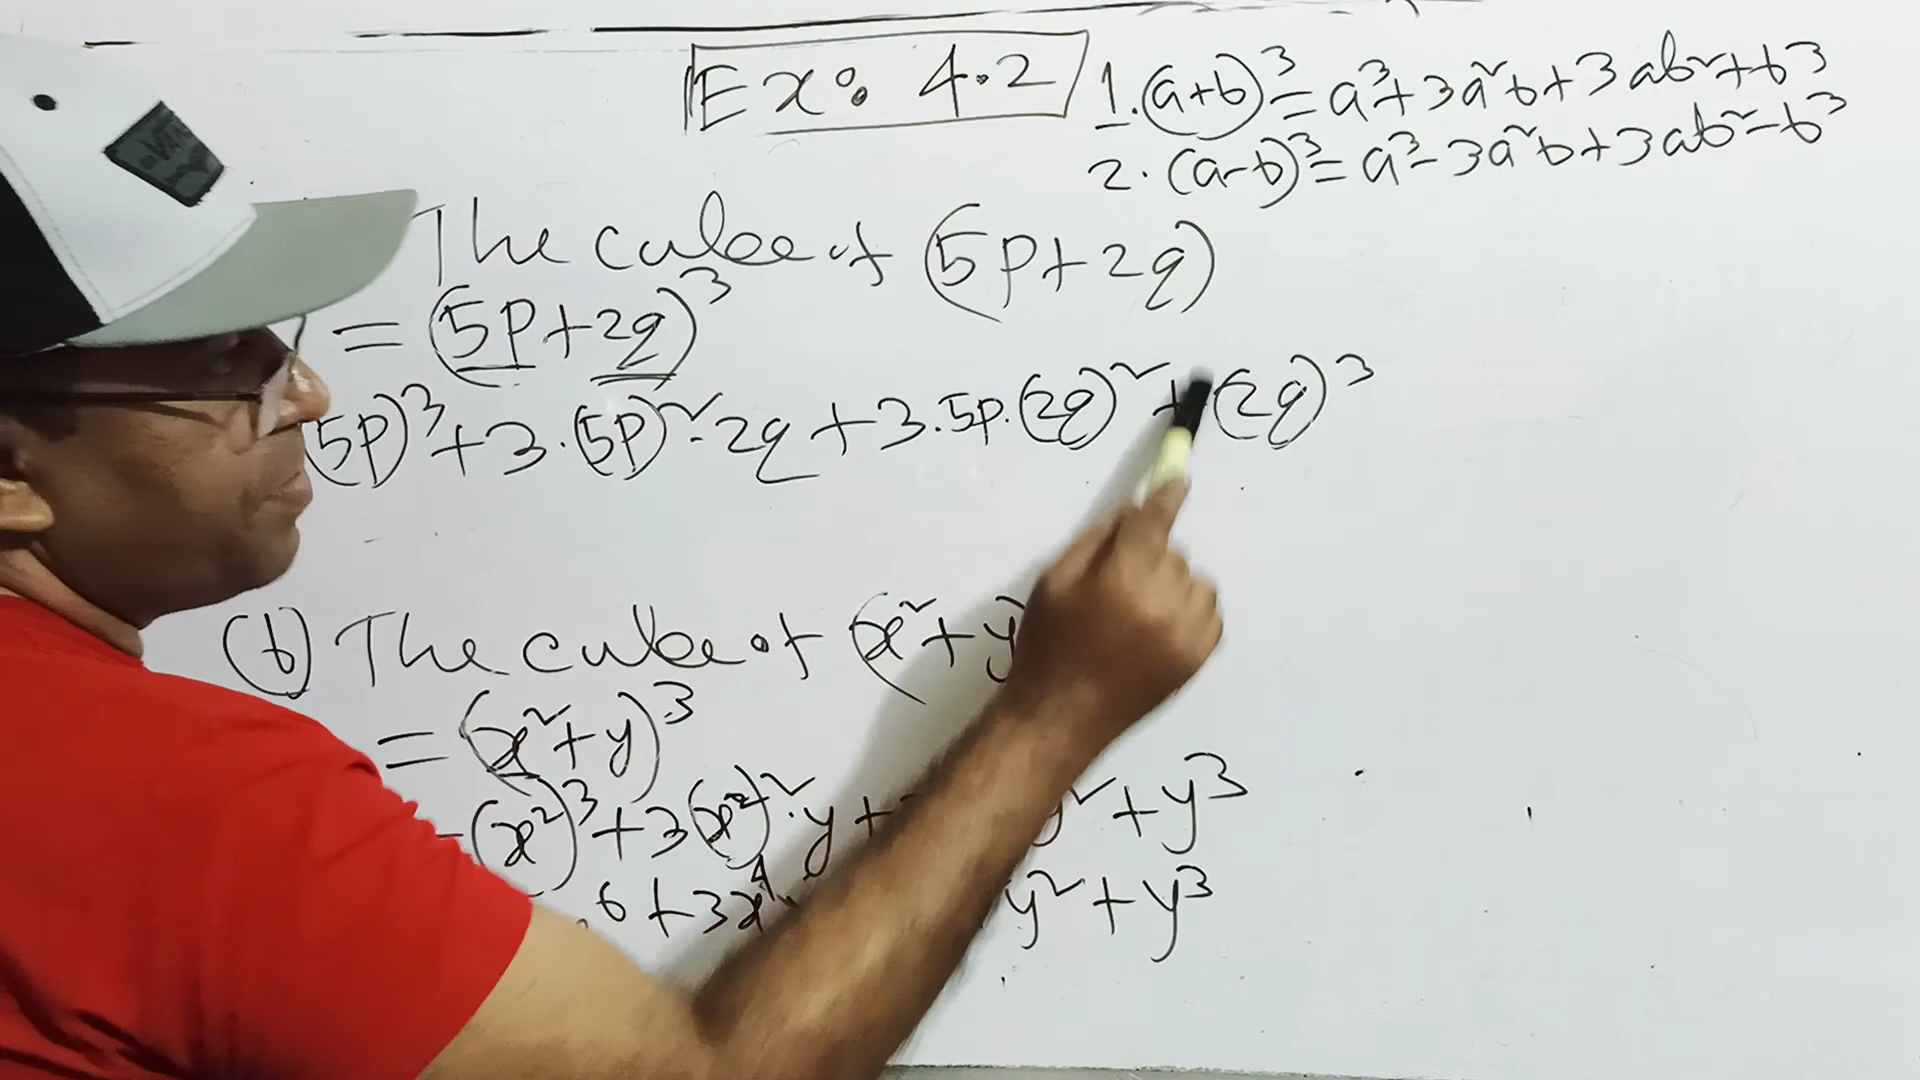 Ex: 4.2
1. (a+b)³ = a³+3a²b+3ab²+b³
2. (a-b)³ = a³-3a²b+3ab²-b³
The cube of (5p+2q)
= (5p+2q)³
(5p)³+3.(5p)².2q+3.5p.(2q)²+(2q)³
(b) The cube of (x²+y)
= (x²+y)³
=(x²)³+3(x²)².y+ y²+y³
6+3x⁴. y²+y³